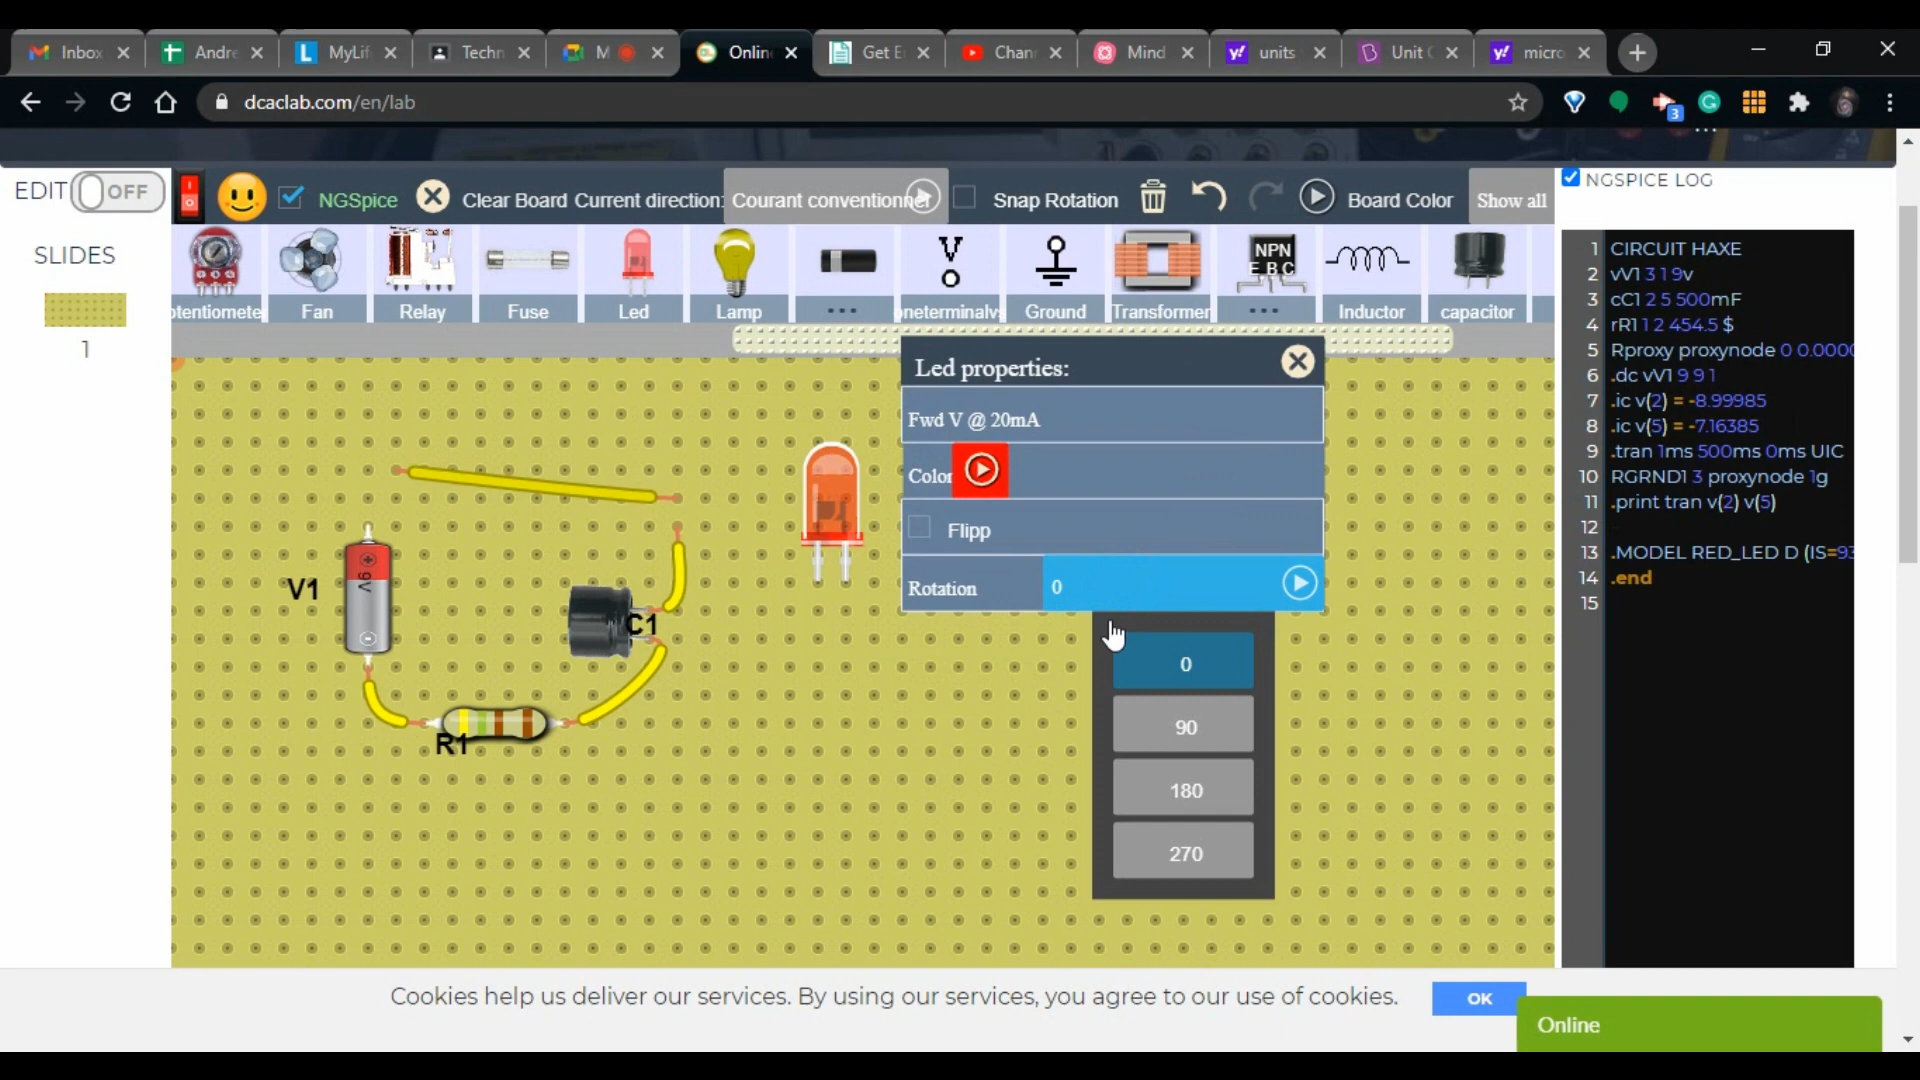 Inbox
Andre
MyLif
Techn
M
Onlin
Get E
Chan
Mind
units
Unit C
micro
dcaclab.com/en/lab
3
EDIT OFF
NGSpice
Clear Board
Current direction:
Courant conventionnel
Snap Rotation
Board Color
Show all
NGSPICE LOG
SLIDES
1
V
O
NPN
E B C
otentiomete
Fan
Relay
Fuse
Led
Lamp
...
oneterminalv
Ground
Transformer
...
Inductor
capacitor
Led properties:
Fwd V @ 20mA
Color
Flipp
Rotation 0
0
90
180
270
V1
9V
C1
R1
1 CIRCUIT HAXE
2 vV1 3 1 9v
3 cC1 2 5 500mF
4 rR1 1 2 454.5 $
5 Rproxy proxynode 0 0.0000
6 .dc vV1 9 9 1
7 .ic v(2) = -8.99985
8 .ic v(5) = -7.16385
9 .tran 1ms 500ms 0ms UIC
10 RGRND1 3 proxynode 1g
11 .print tran v(2) v(5)
12
13 .MODEL RED_LED D (IS=93
14 .end
15
Cookies help us deliver our services. By using our services, you agree to our use of cookies.
OK
Online